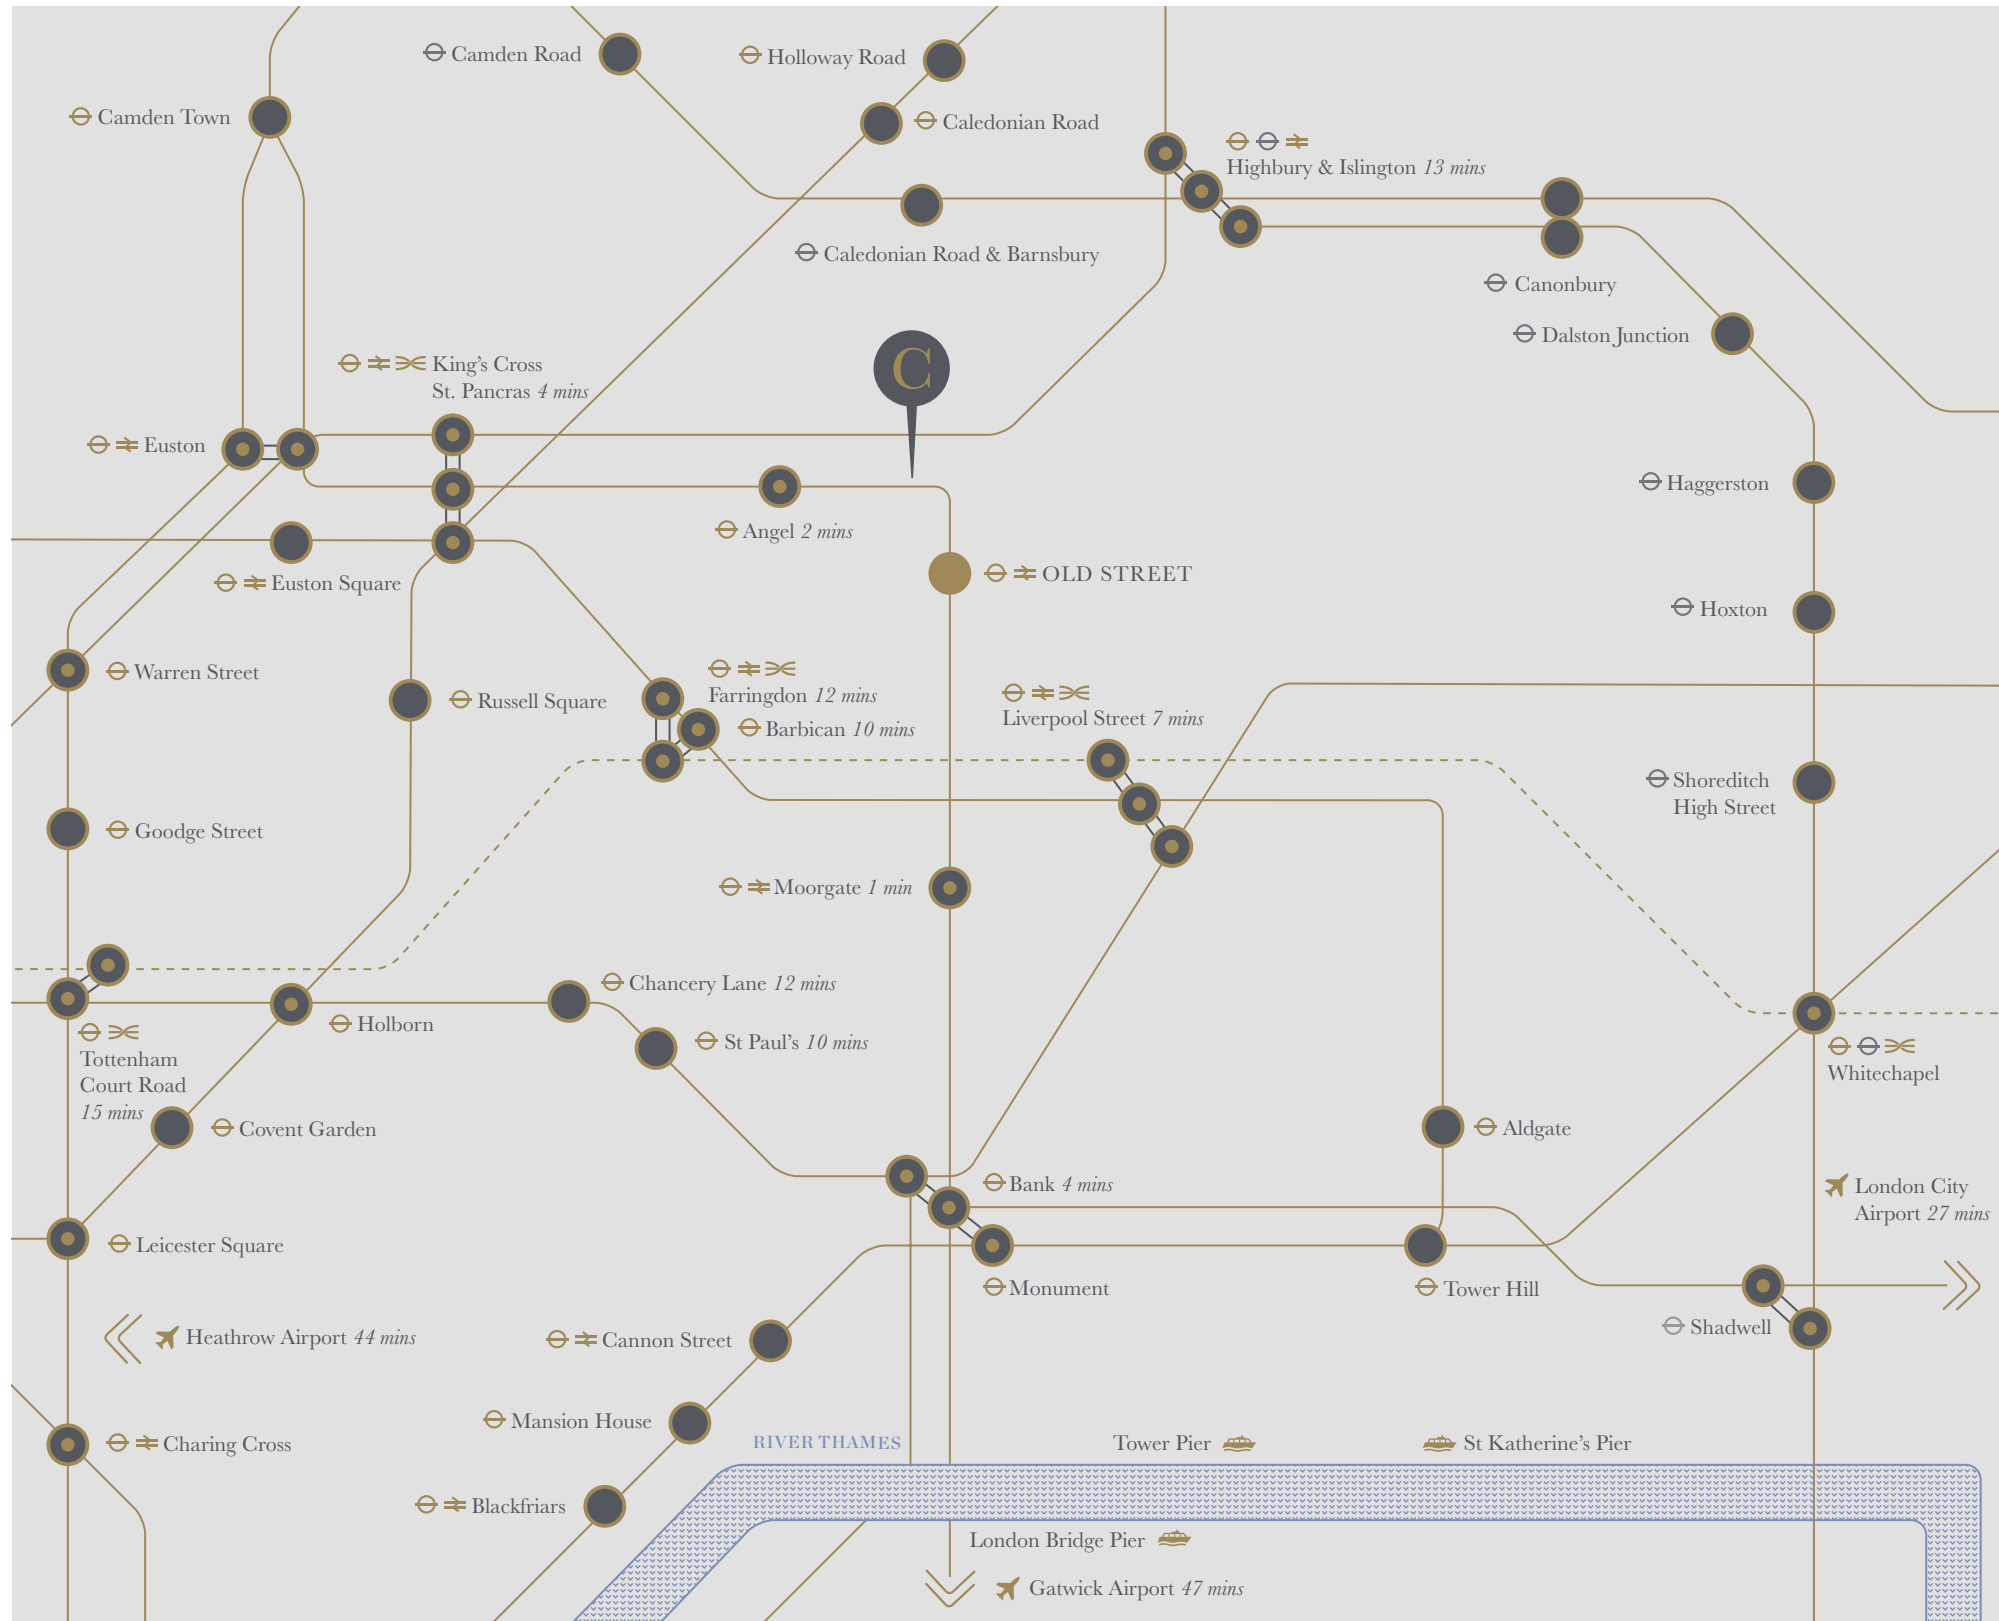 Camden Road
Holloway Road
Camden Town
Caledonian Road
Highbury & Islington 13 mins
Caledonian Road & Barnsbury
Canonbury
Dalston Junction
C
King's Cross
St. Pancras 4 mins
Euston
Haggerston
Angel 2 mins
OLD STREET
Euston Square
Hoxton
Warren Street
Russell Square
Farringdon 12 mins
Barbican 10 mins
Liverpool Street 7 mins
Shoreditch
High Street
Goodge Street
Moorgate 1 min
Chancery Lane 12 mins
Holborn
St Paul's 10 mins
Tottenham
Court Road
15 mins
Whitechapel
Covent Garden
Aldgate
Bank 4 mins
London City
Airport 27 mins
Leicester Square
Monument
Tower Hill
Heathrow Airport 44 mins
Cannon Street
Shadwell
Mansion House
Charing Cross
RIVER THAMES
Tower Pier
St Katherine's Pier
Blackfriars
London Bridge Pier
Gatwick Airport 47 mins